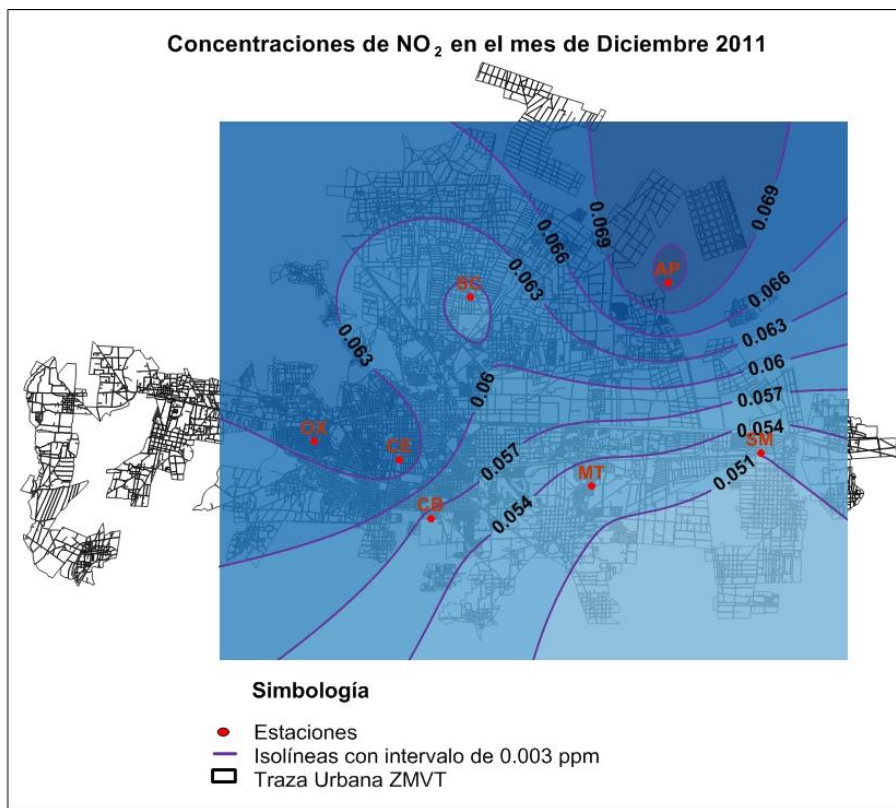 Concentraciones de NO₂ en el mes de Diciembre 2011
0.069
0.069
0.066
AP
SC
0.063
0.066
0.063
0.063
0.06
0.06
0.057
OX
CE
0.057
0.054
SM
0.051
MT
CB
0.054
Simbología
Estaciones
Isolíneas con intervalo de 0.003 ppm
Traza Urbana ZMVT